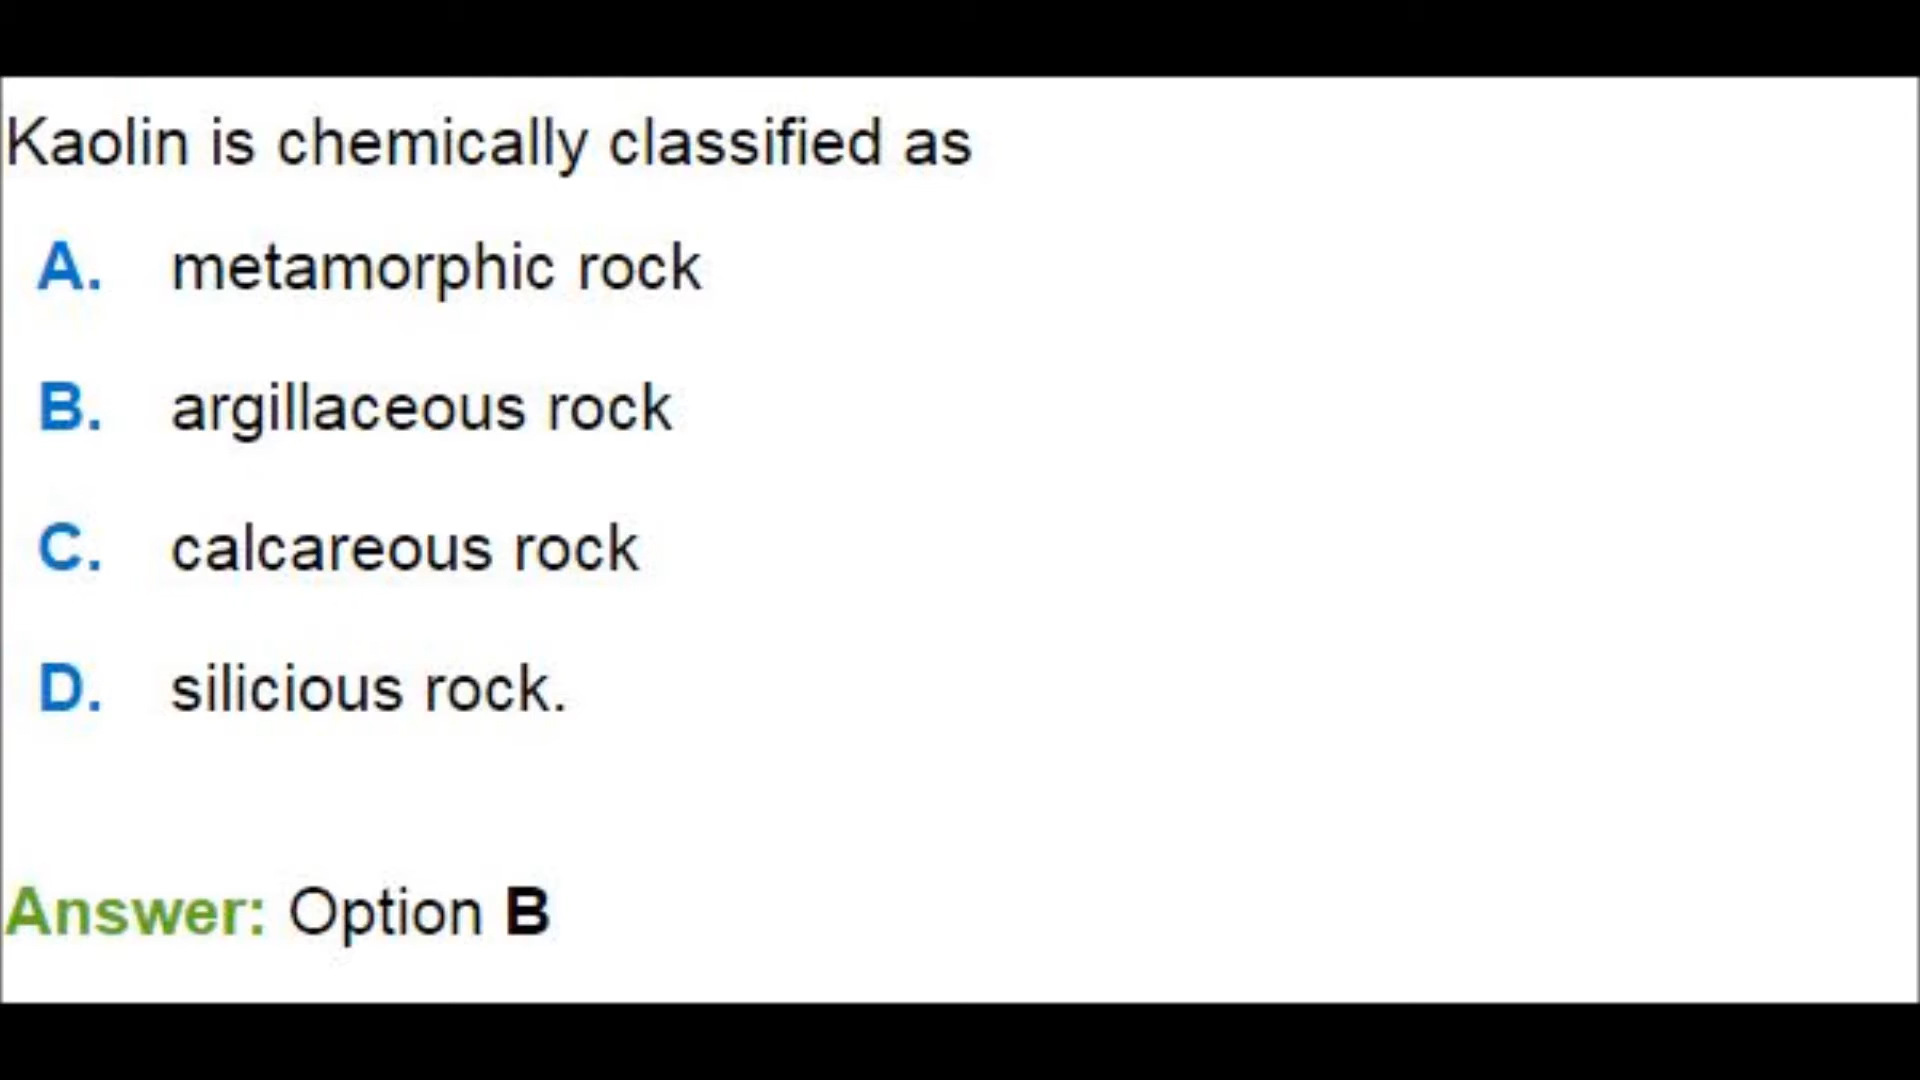 Kaolin is chemically classified as
A. metamorphic rock
B. argillaceous rock
C. calcareous rock
D. silicious rock.
Answer: Option B